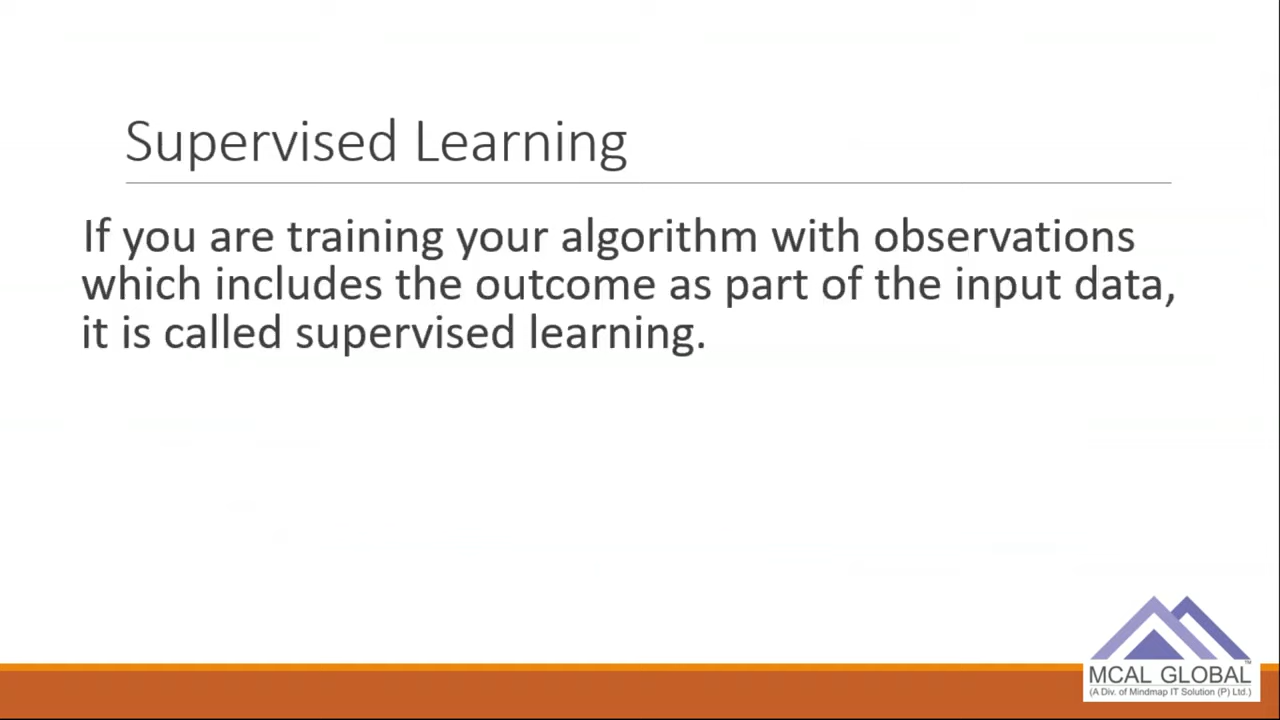 Supervised Learning
If you are training your algorithm with observations
which includes the outcome as part of the input data,
it is called supervised learning.
MCAL GLOBAL™
(A Div. of Mindmap IT Solution (P) Ltd.)